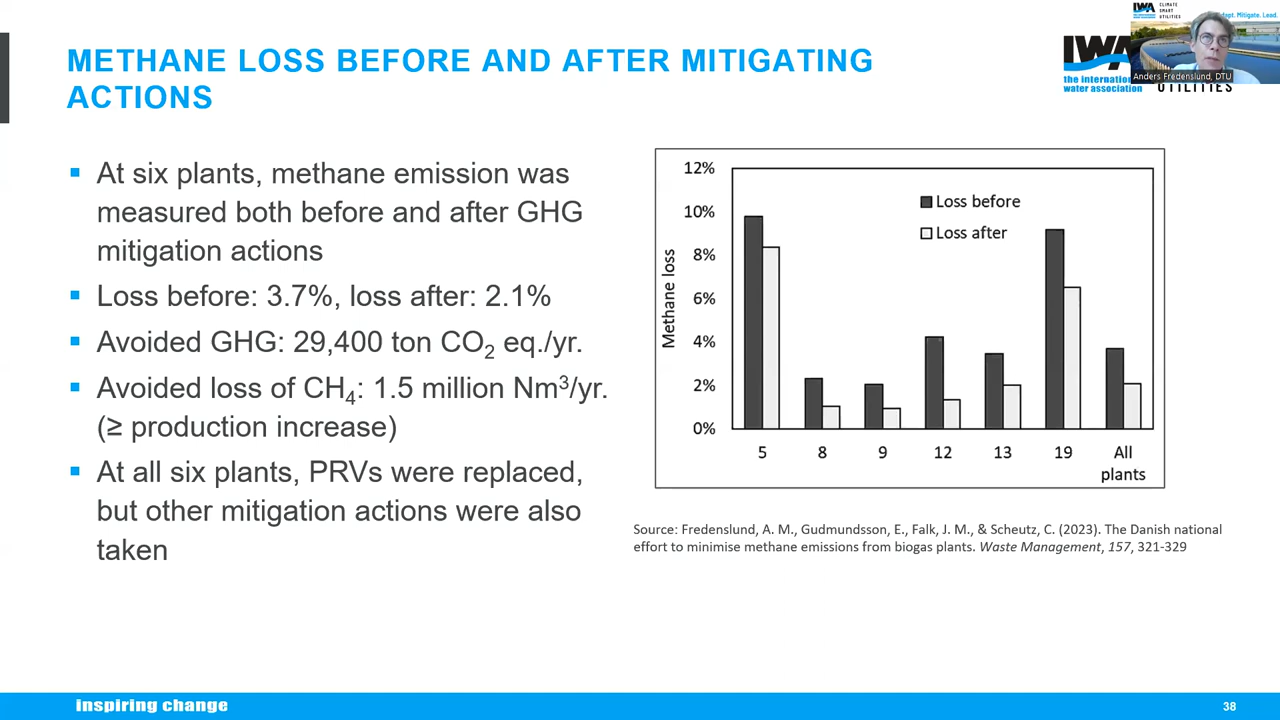 METHANE LOSS BEFORE AND AFTER MITIGATING
ACTIONS
IWA
the internation
water association
UTILITIES
IWA
CLIMATE
SMART
UTILITIES
Mitigate. Lead.
Anders Fredenslund, DTU
▪ At six plants, methane emission was
measured both before and after GHG
mitigation actions
▪ Loss before: 3.7%, loss after: 2.1%
▪ Avoided GHG: 29,400 ton CO₂ eq./yr.
▪ Avoided loss of CH₄: 1.5 million Nm³/yr.
(≥ production increase)
▪ At all six plants, PRVs were replaced,
but other mitigation actions were also
taken
Methane loss
12%
10%
8%
6%
4%
2%
0%
Loss before
Loss after
5 8 9 12 13 19 All
plants
Source: Fredenslund, A. M., Gudmundsson, E., Falk, J. M., & Scheutz, C. (2023). The Danish national
effort to minimise methane emissions from biogas plants. Waste Management, 157, 321-329
inspiring change
38